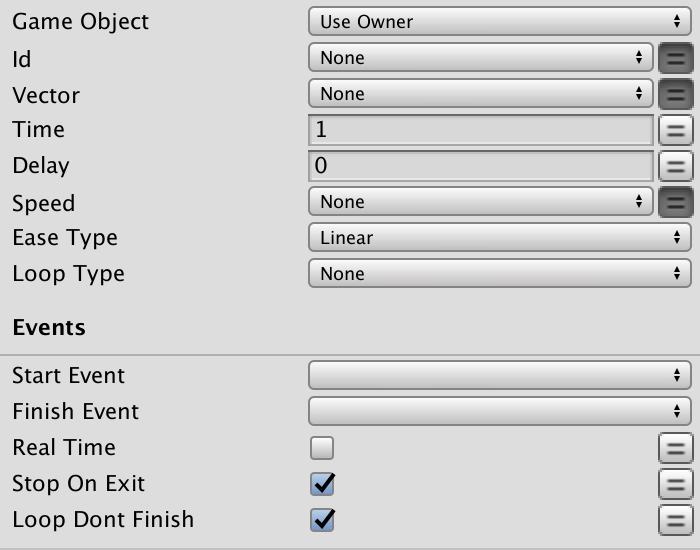 Game Object Use Owner
Id None
Vector None
Time 1
Delay 0
Speed None
Ease Type Linear
Loop Type None
Events
Start Event
Finish Event
Real Time
Stop On Exit
Loop Dont Finish